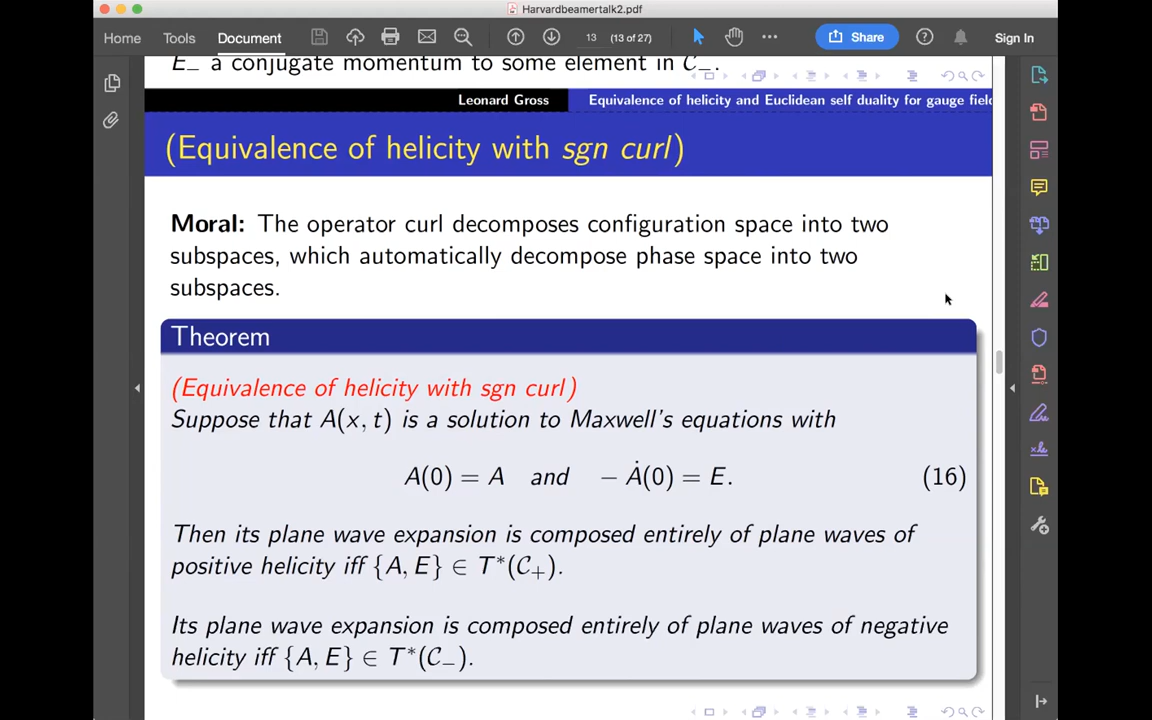 Harvardbeamertalk2.pdf
Home Tools Document 13 (13 of 27) Share Sign In
E₋ a conjugate momentum to some element in C₋.
Leonard Gross Equivalence of helicity and Euclidean self duality for gauge field
(Equivalence of helicity with sgn curl)
Moral: The operator curl decomposes configuration space into two
subspaces, which automatically decompose phase space into two
subspaces.
Theorem
(Equivalence of helicity with sgn curl)
Suppose that A(x, t) is a solution to Maxwell's equations with
A(0) = A and − Ȧ(0) = E. (16)
Then its plane wave expansion is composed entirely of plane waves of
positive helicity iff {A, E} ∈ T*(C₊).
Its plane wave expansion is composed entirely of plane waves of negative
helicity iff {A, E} ∈ T*(C₋).